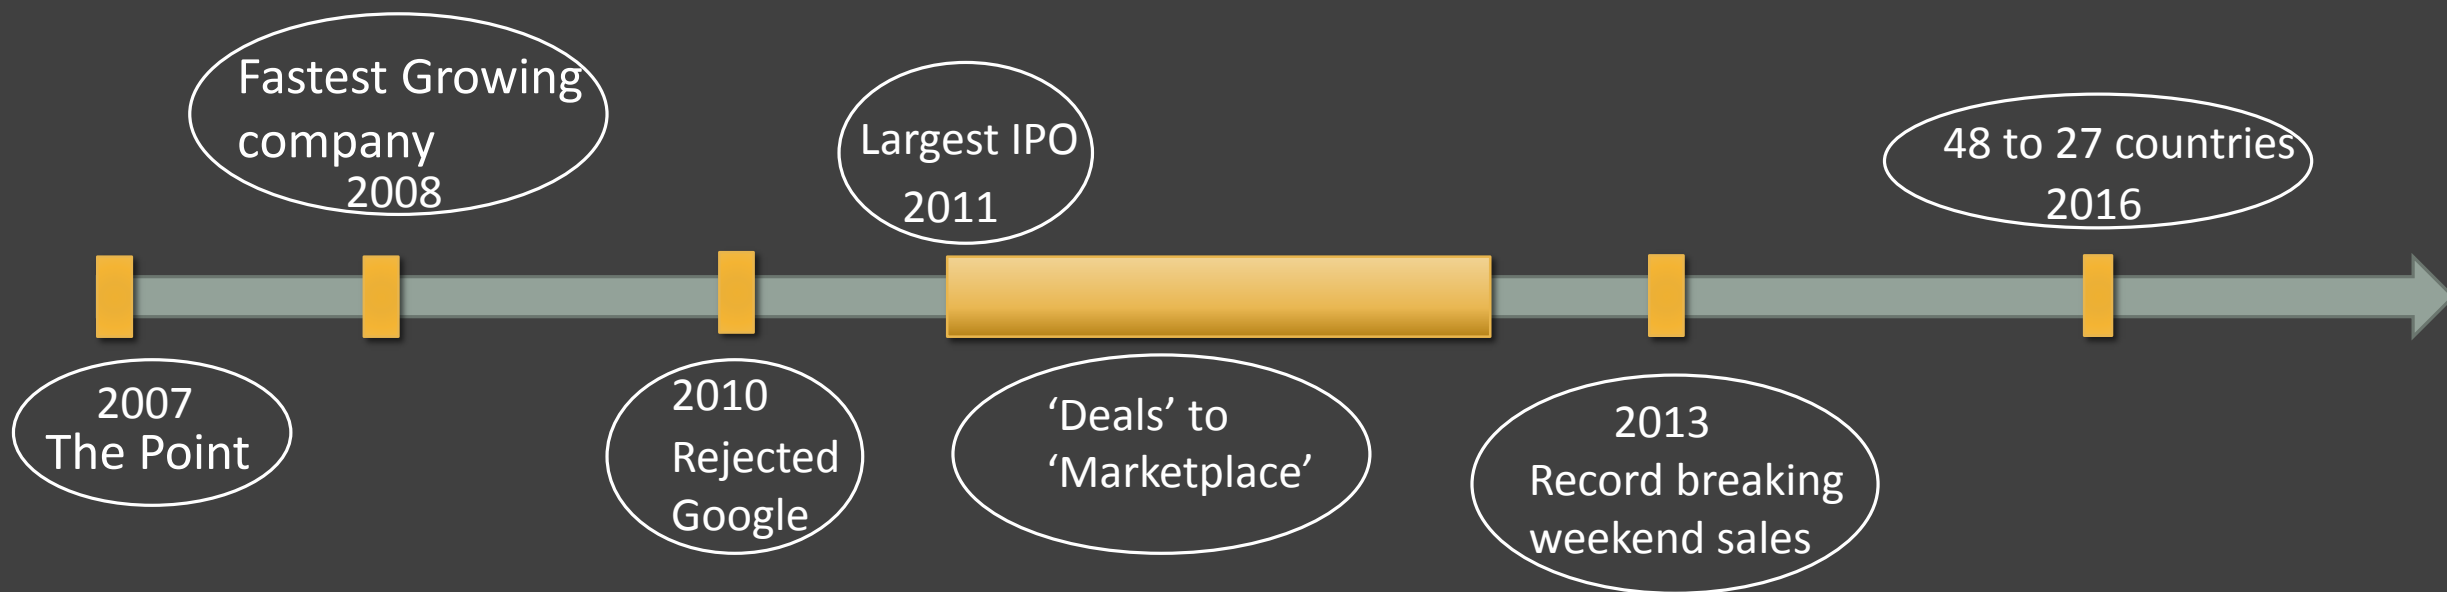 Fastest Growing
company
2008
Largest IPO
2011
48 to 27 countries
2016
2007
The Point
2010
Rejected
Google
‘Deals’ to
‘Marketplace’
2013
Record breaking
weekend sales